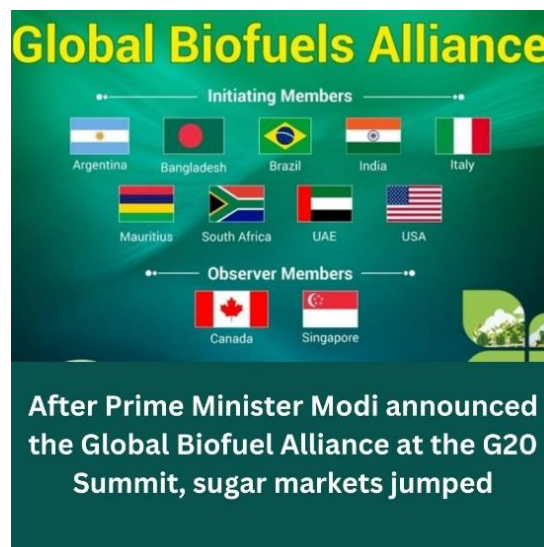 Global Biofuels Alliance
Initiating Members
Argentina Bangladesh Brazil India Italy
Mauritius South Africa UAE USA
Observer Members
Canada Singapore
After Prime Minister Modi announced
the Global Biofuel Alliance at the G20
Summit, sugar markets jumped